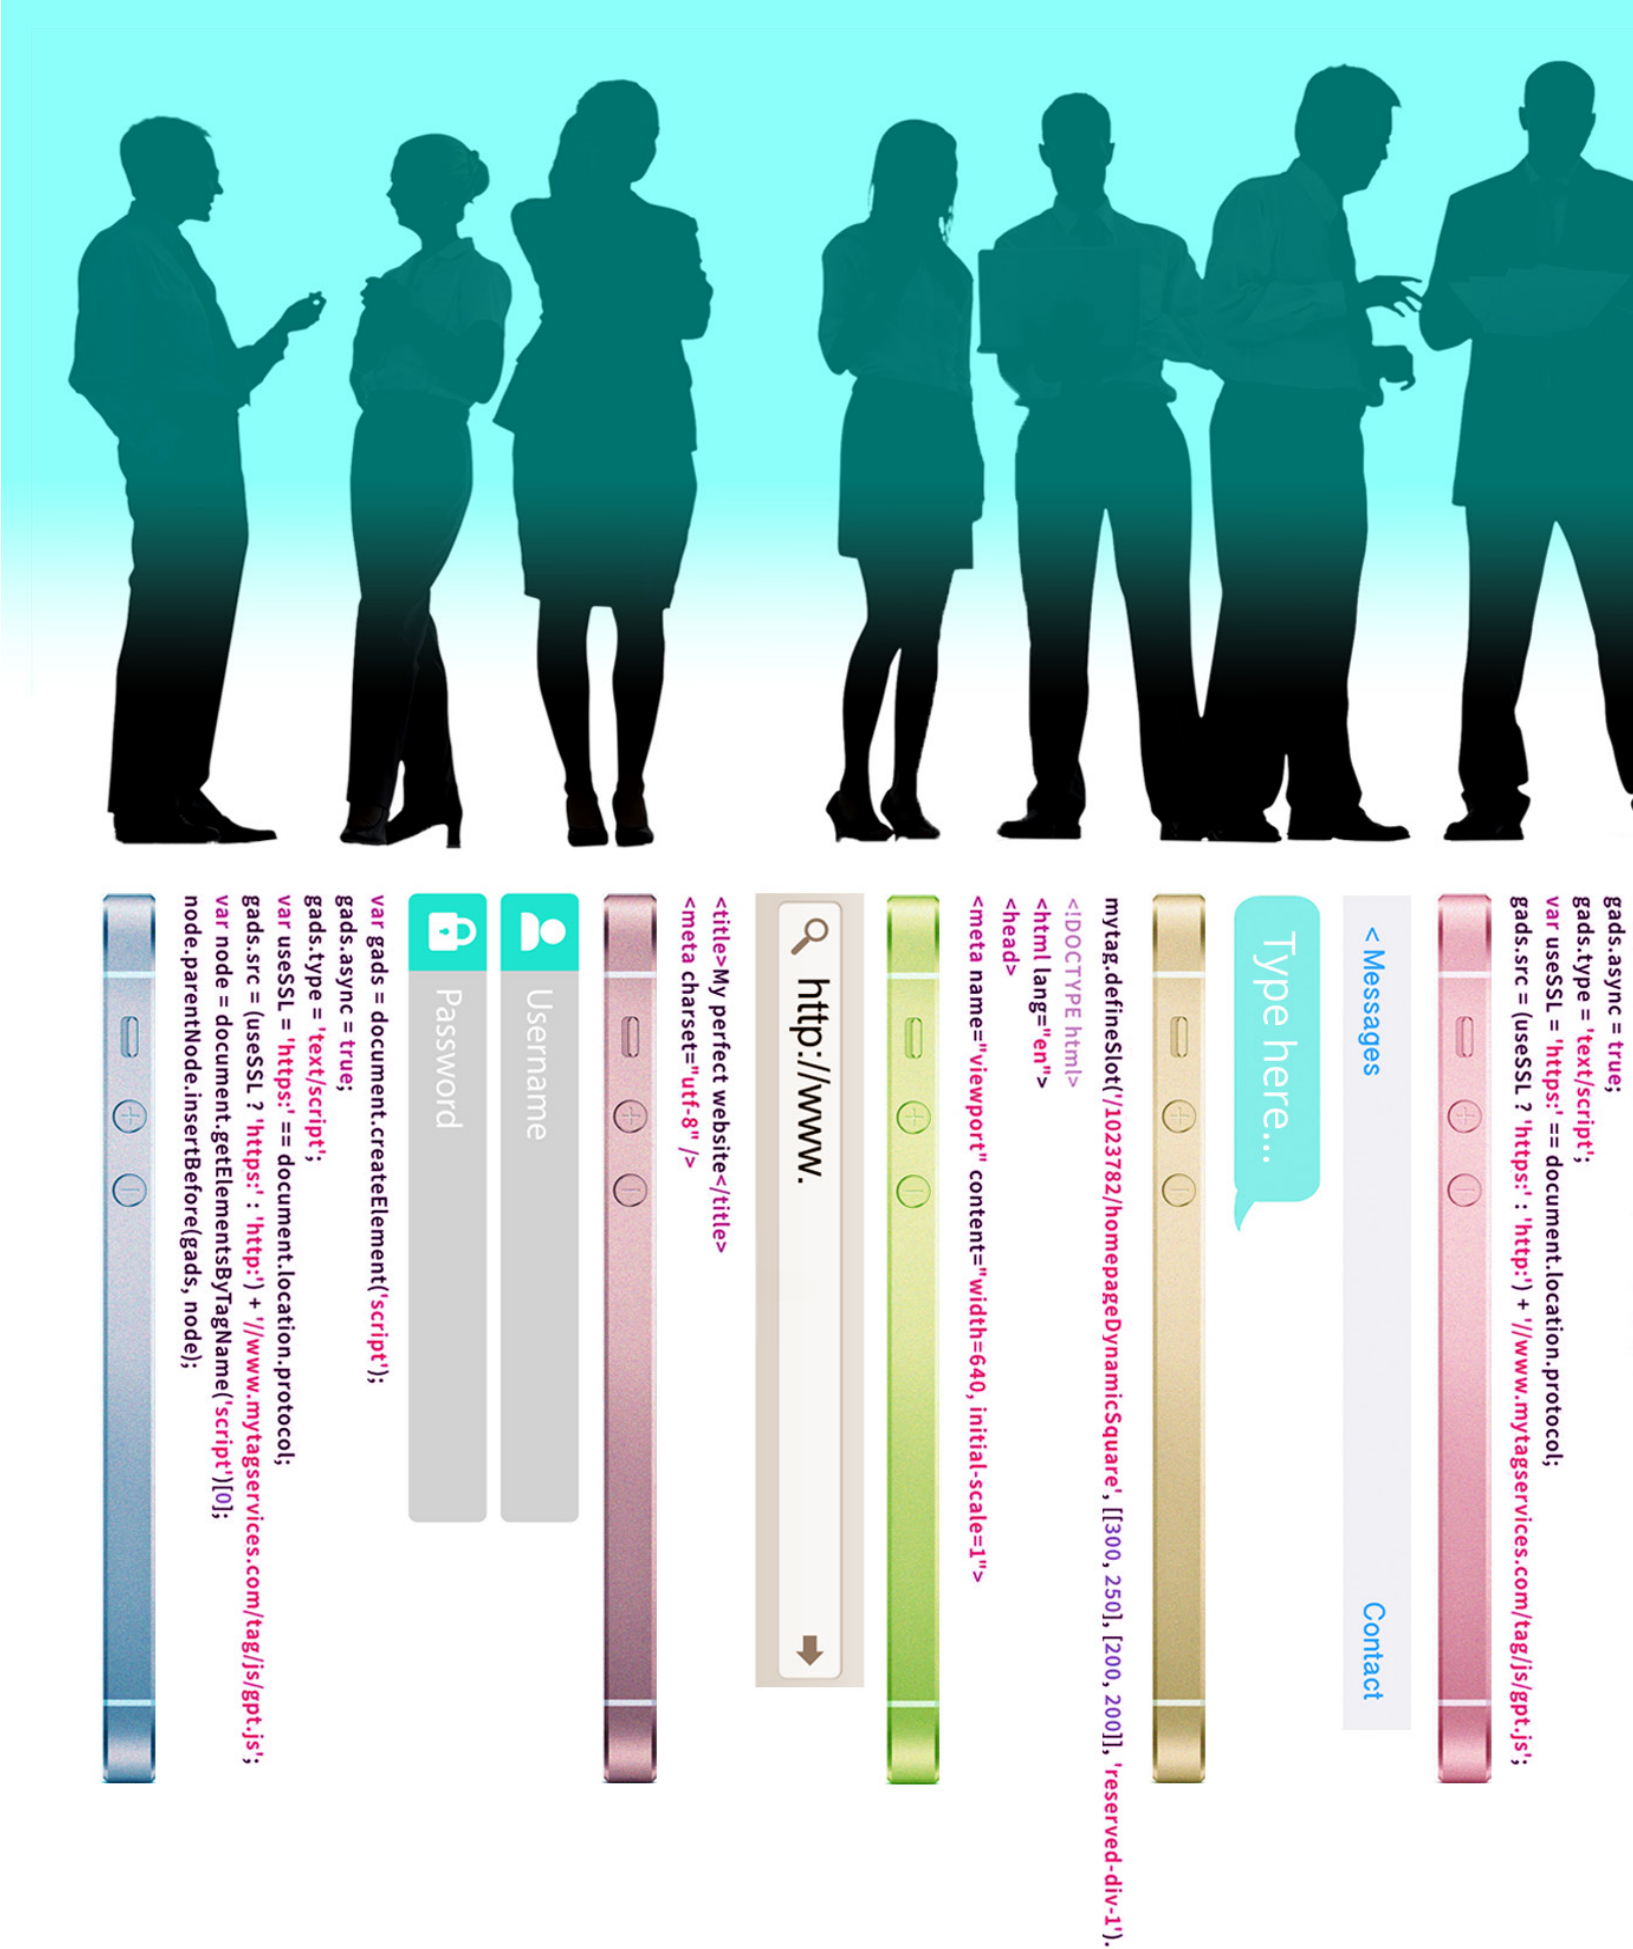 gads.async = true;
gads.type = 'text/script';
var useSSL = 'https:' == document.location.protocol;
gads.src = (useSSL ? 'https:' : 'http:') + '//www.mytagservices.com/tag/js/gpt.js';
< Messages
Contact
Type here...
mytag.defineSlot('/1023782/homepageDynamicSquare', [[300, 250], [200, 200]], 'reserved-div-1').
<!DOCTYPE html>
<html lang="en">
<head>
<meta name="viewport" content="width=640, initial-scale=1">
http://www.
<title>My perfect website</title>
<meta charset="utf-8" />
Username
Password
var gads = document.createElement('script');
gads.async = true;
gads.type = 'text/script';
var useSSL = 'https:' == document.location.protocol;
gads.src = (useSSL ? 'https:' : 'http:') + '//www.mytagservices.com/tag/js/gpt.js';
var node = document.getElementsByTagName('script')[0];
node.parentNode.insertBefore(gads, node);